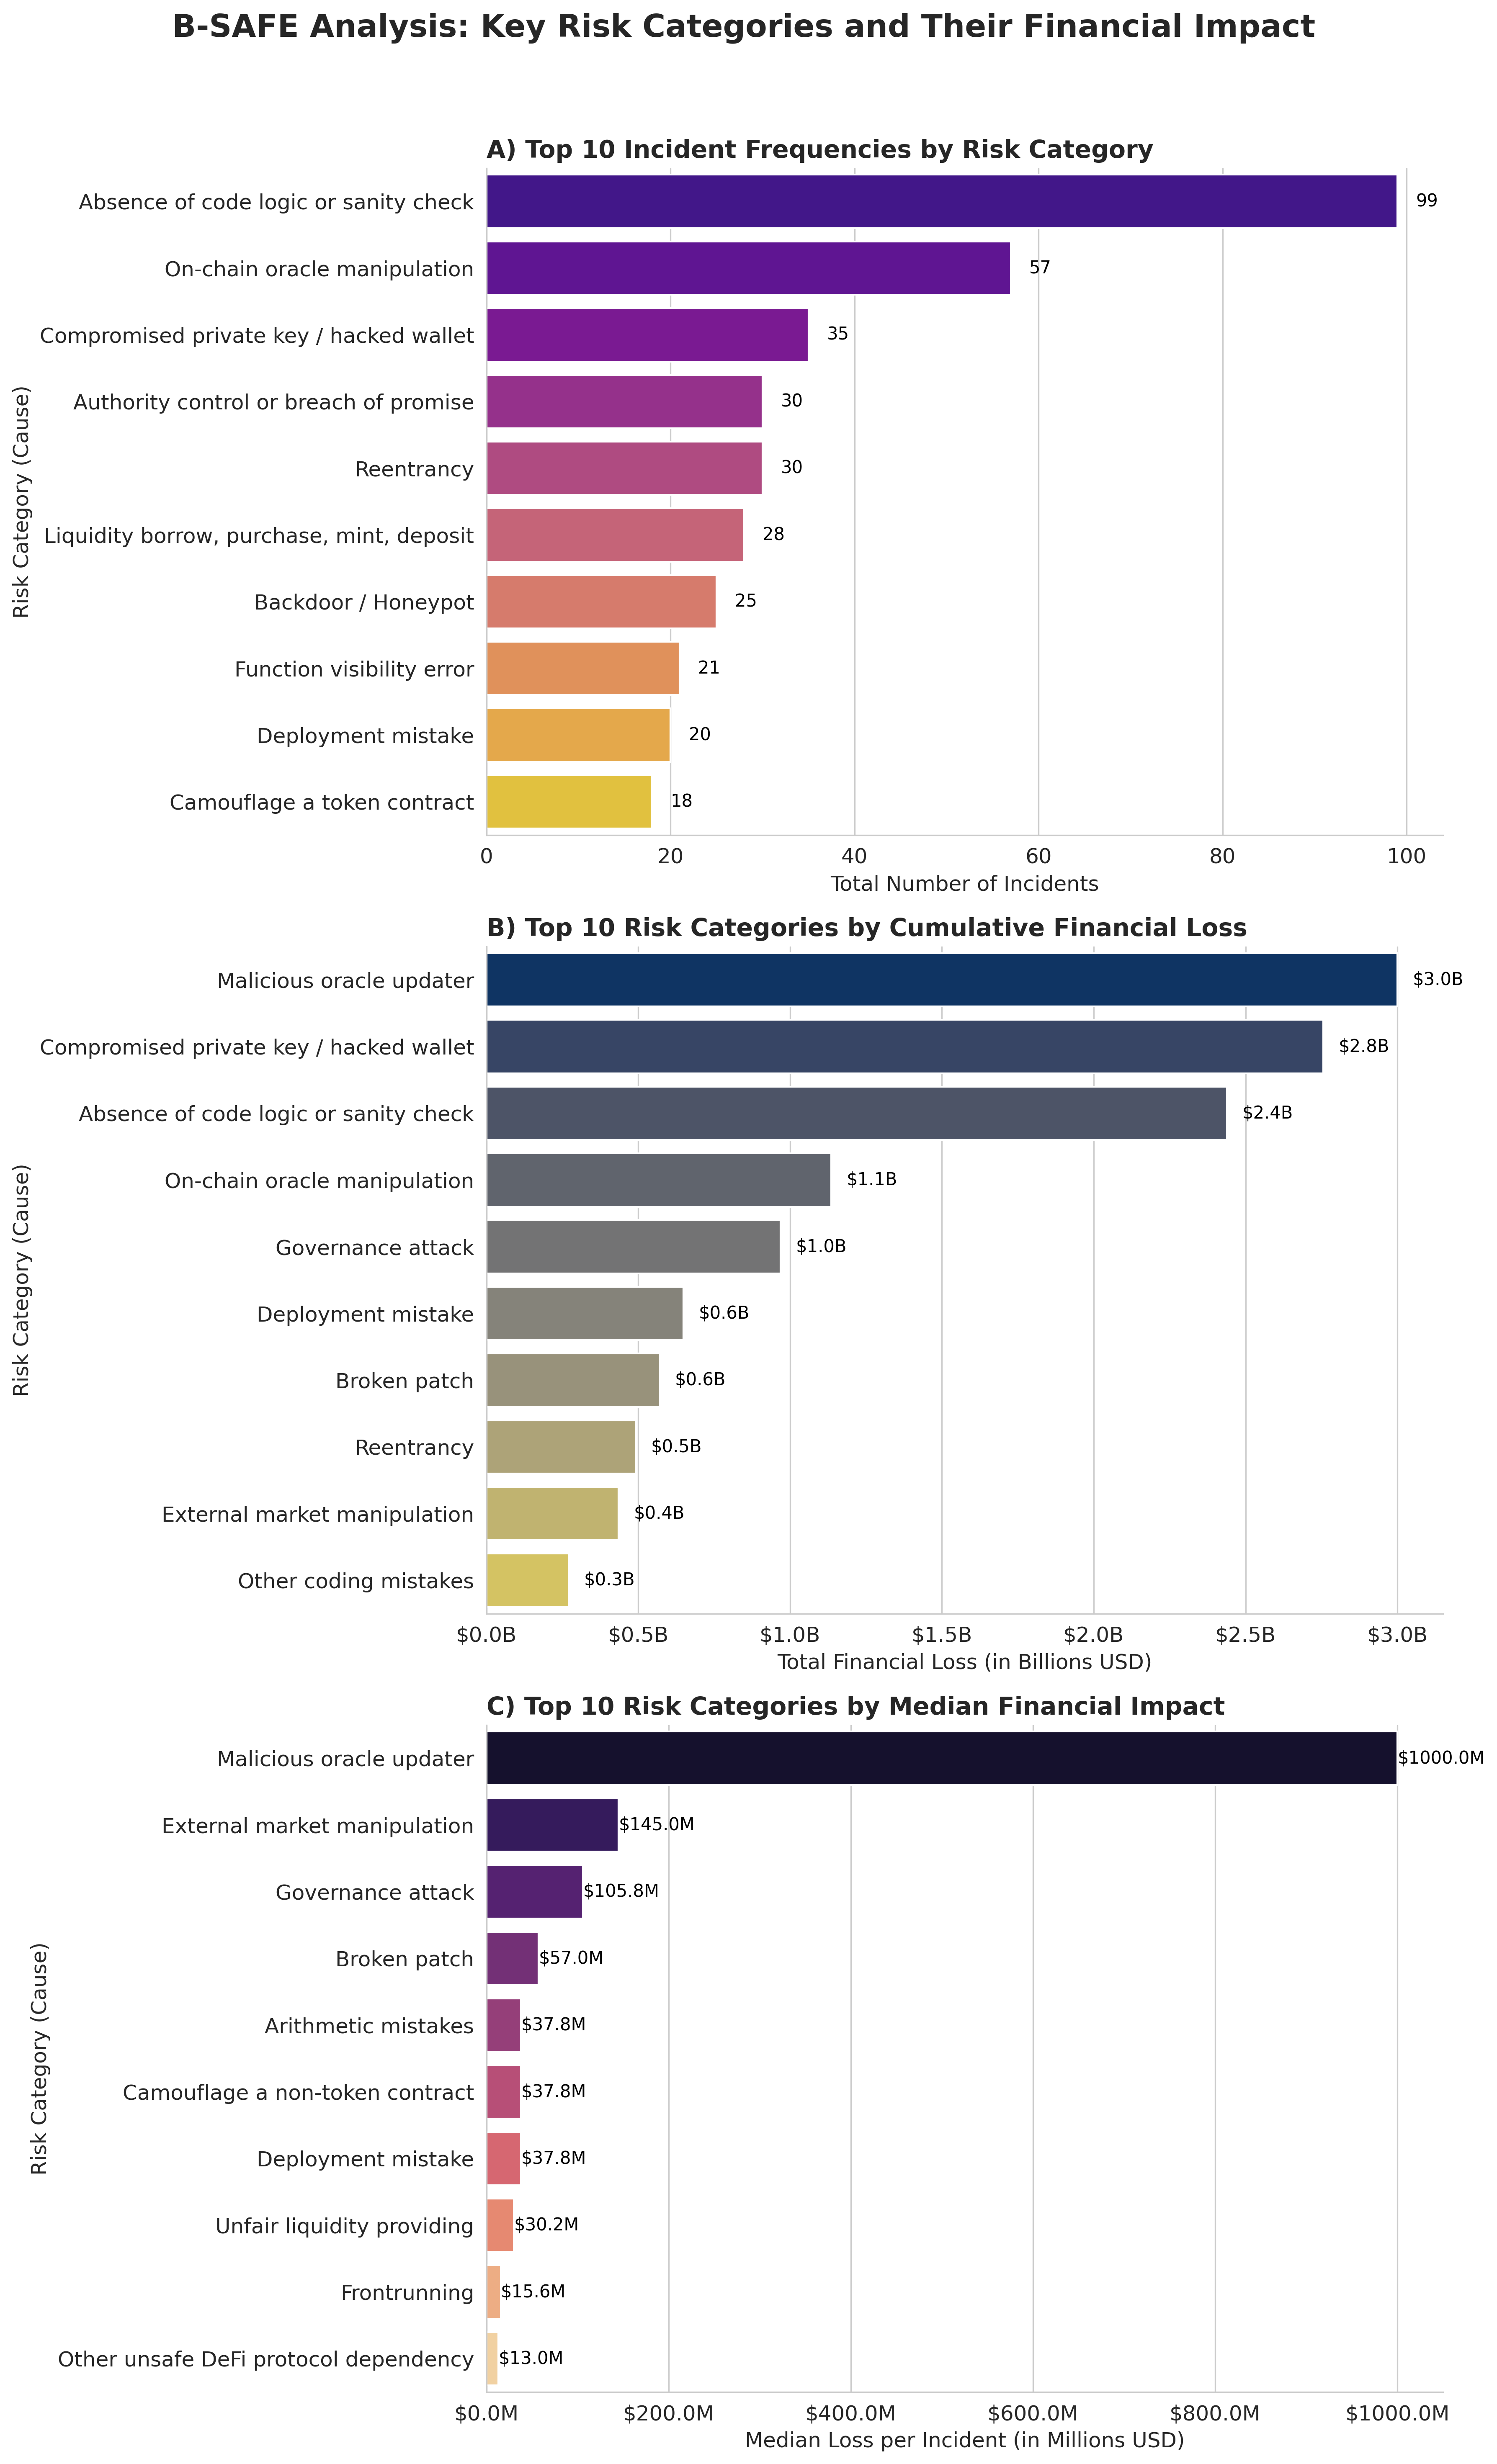 B-SAFE Analysis: Key Risk Categories and Their Financial Impact
A) Top 10 Incident Frequencies by Risk Category
Risk Category (Cause)
Absence of code logic or sanity check 99
On-chain oracle manipulation 57
Compromised private key / hacked wallet 35
Authority control or breach of promise 30
Reentrancy 30
Liquidity borrow, purchase, mint, deposit 28
Backdoor / Honeypot 25
Function visibility error 21
Deployment mistake 20
Camouflage a token contract 18
0 20 40 60 80 100
Total Number of Incidents
B) Top 10 Risk Categories by Cumulative Financial Loss
Risk Category (Cause)
Malicious oracle updater $3.0B
Compromised private key / hacked wallet $2.8B
Absence of code logic or sanity check $2.4B
On-chain oracle manipulation $1.1B
Governance attack $1.0B
Deployment mistake $0.6B
Broken patch $0.6B
Reentrancy $0.5B
External market manipulation $0.4B
Other coding mistakes $0.3B
$0.0B $0.5B $1.0B $1.5B $2.0B $2.5B $3.0B
Total Financial Loss (in Billions USD)
C) Top 10 Risk Categories by Median Financial Impact
Risk Category (Cause)
Malicious oracle updater $1000.0M
External market manipulation $145.0M
Governance attack $105.8M
Broken patch $57.0M
Arithmetic mistakes $37.8M
Camouflage a non-token contract $37.8M
Deployment mistake $37.8M
Unfair liquidity providing $30.2M
Frontrunning $15.6M
Other unsafe DeFi protocol dependency $13.0M
$0.0M $200.0M $400.0M $600.0M $800.0M $1000.0M
Median Loss per Incident (in Millions USD)